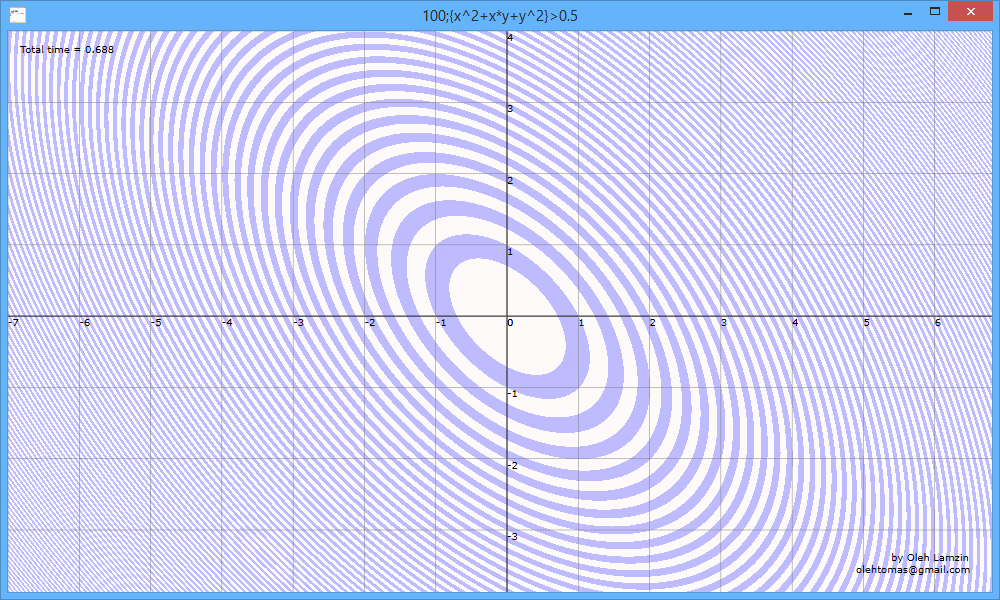 100;{x^2+x*y+y^2}>0.5
Total time = 0.688
4
3
2
1
-7 -6 -5 -4 -3 -2 -1 0 1 2 3 4 5 6
-1
-2
-3
by Oleh Lamzin
olehtomas@gmail.com